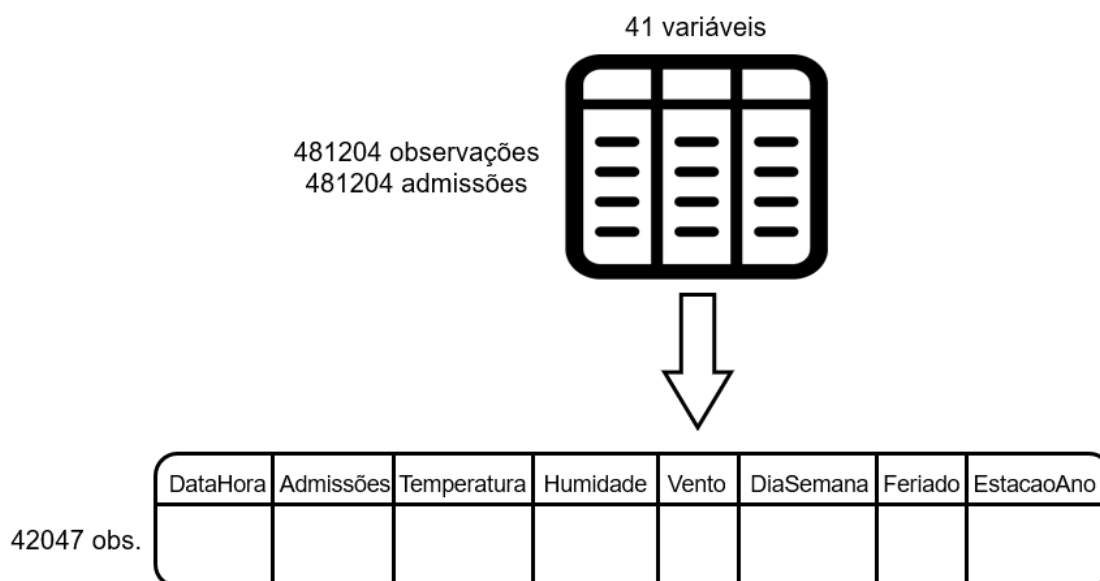 41 variáveis
481204 observações
481204 admissões
DataHora Admissões Temperatura Humidade Vento DiaSemana Feriado EstacaoAno
42047 obs.